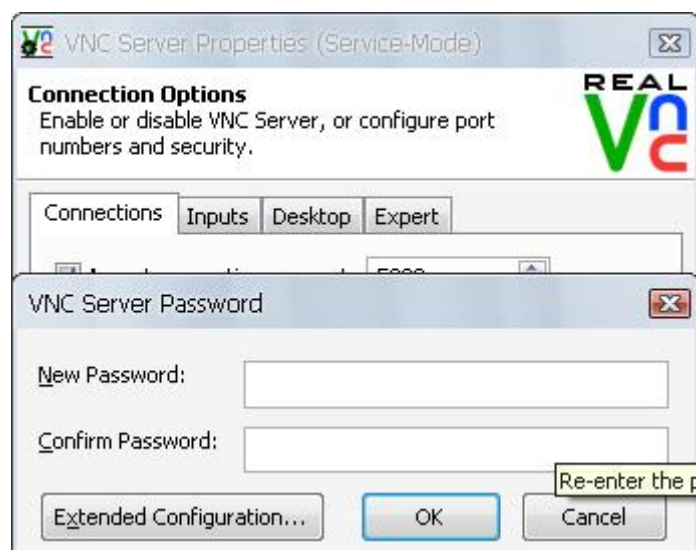 VNC Server Properties (Service-Mode)
REAL
VNC
Connection Options
Enable or disable VNC Server, or configure port
numbers and security.
Connections Inputs Desktop Expert
VNC Server Password
New Password:
Confirm Password:
Re-enter the p
Extended Configuration... OK Cancel